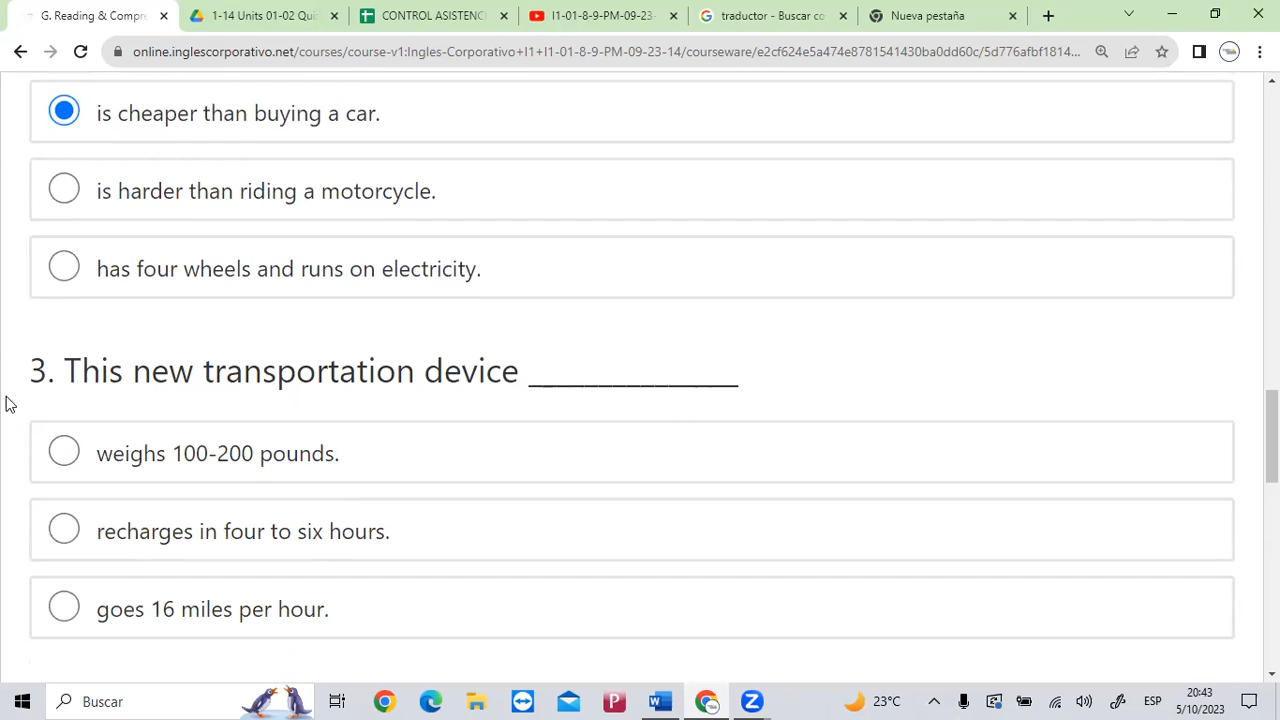 G. Reading & Compre
1-14 Units 01-02 Qui
CONTROL ASISTENC
I1-01-8-9-PM-09-23-
traductor - Buscar co
Nueva pestaña
online.inglescorporativo.net/courses/course-v1:Ingles-Corporativo+I1+I1-01-8-9-PM-09-23-14/courseware/e2cf624e5a474e8781541430ba0dd60c/5d776afbf1814...
is cheaper than buying a car.
is harder than riding a motorcycle.
has four wheels and runs on electricity.
3. This new transportation device _______________
weighs 100-200 pounds.
recharges in four to six hours.
goes 16 miles per hour.
Buscar
23°C
ESP
20:43
5/10/2023